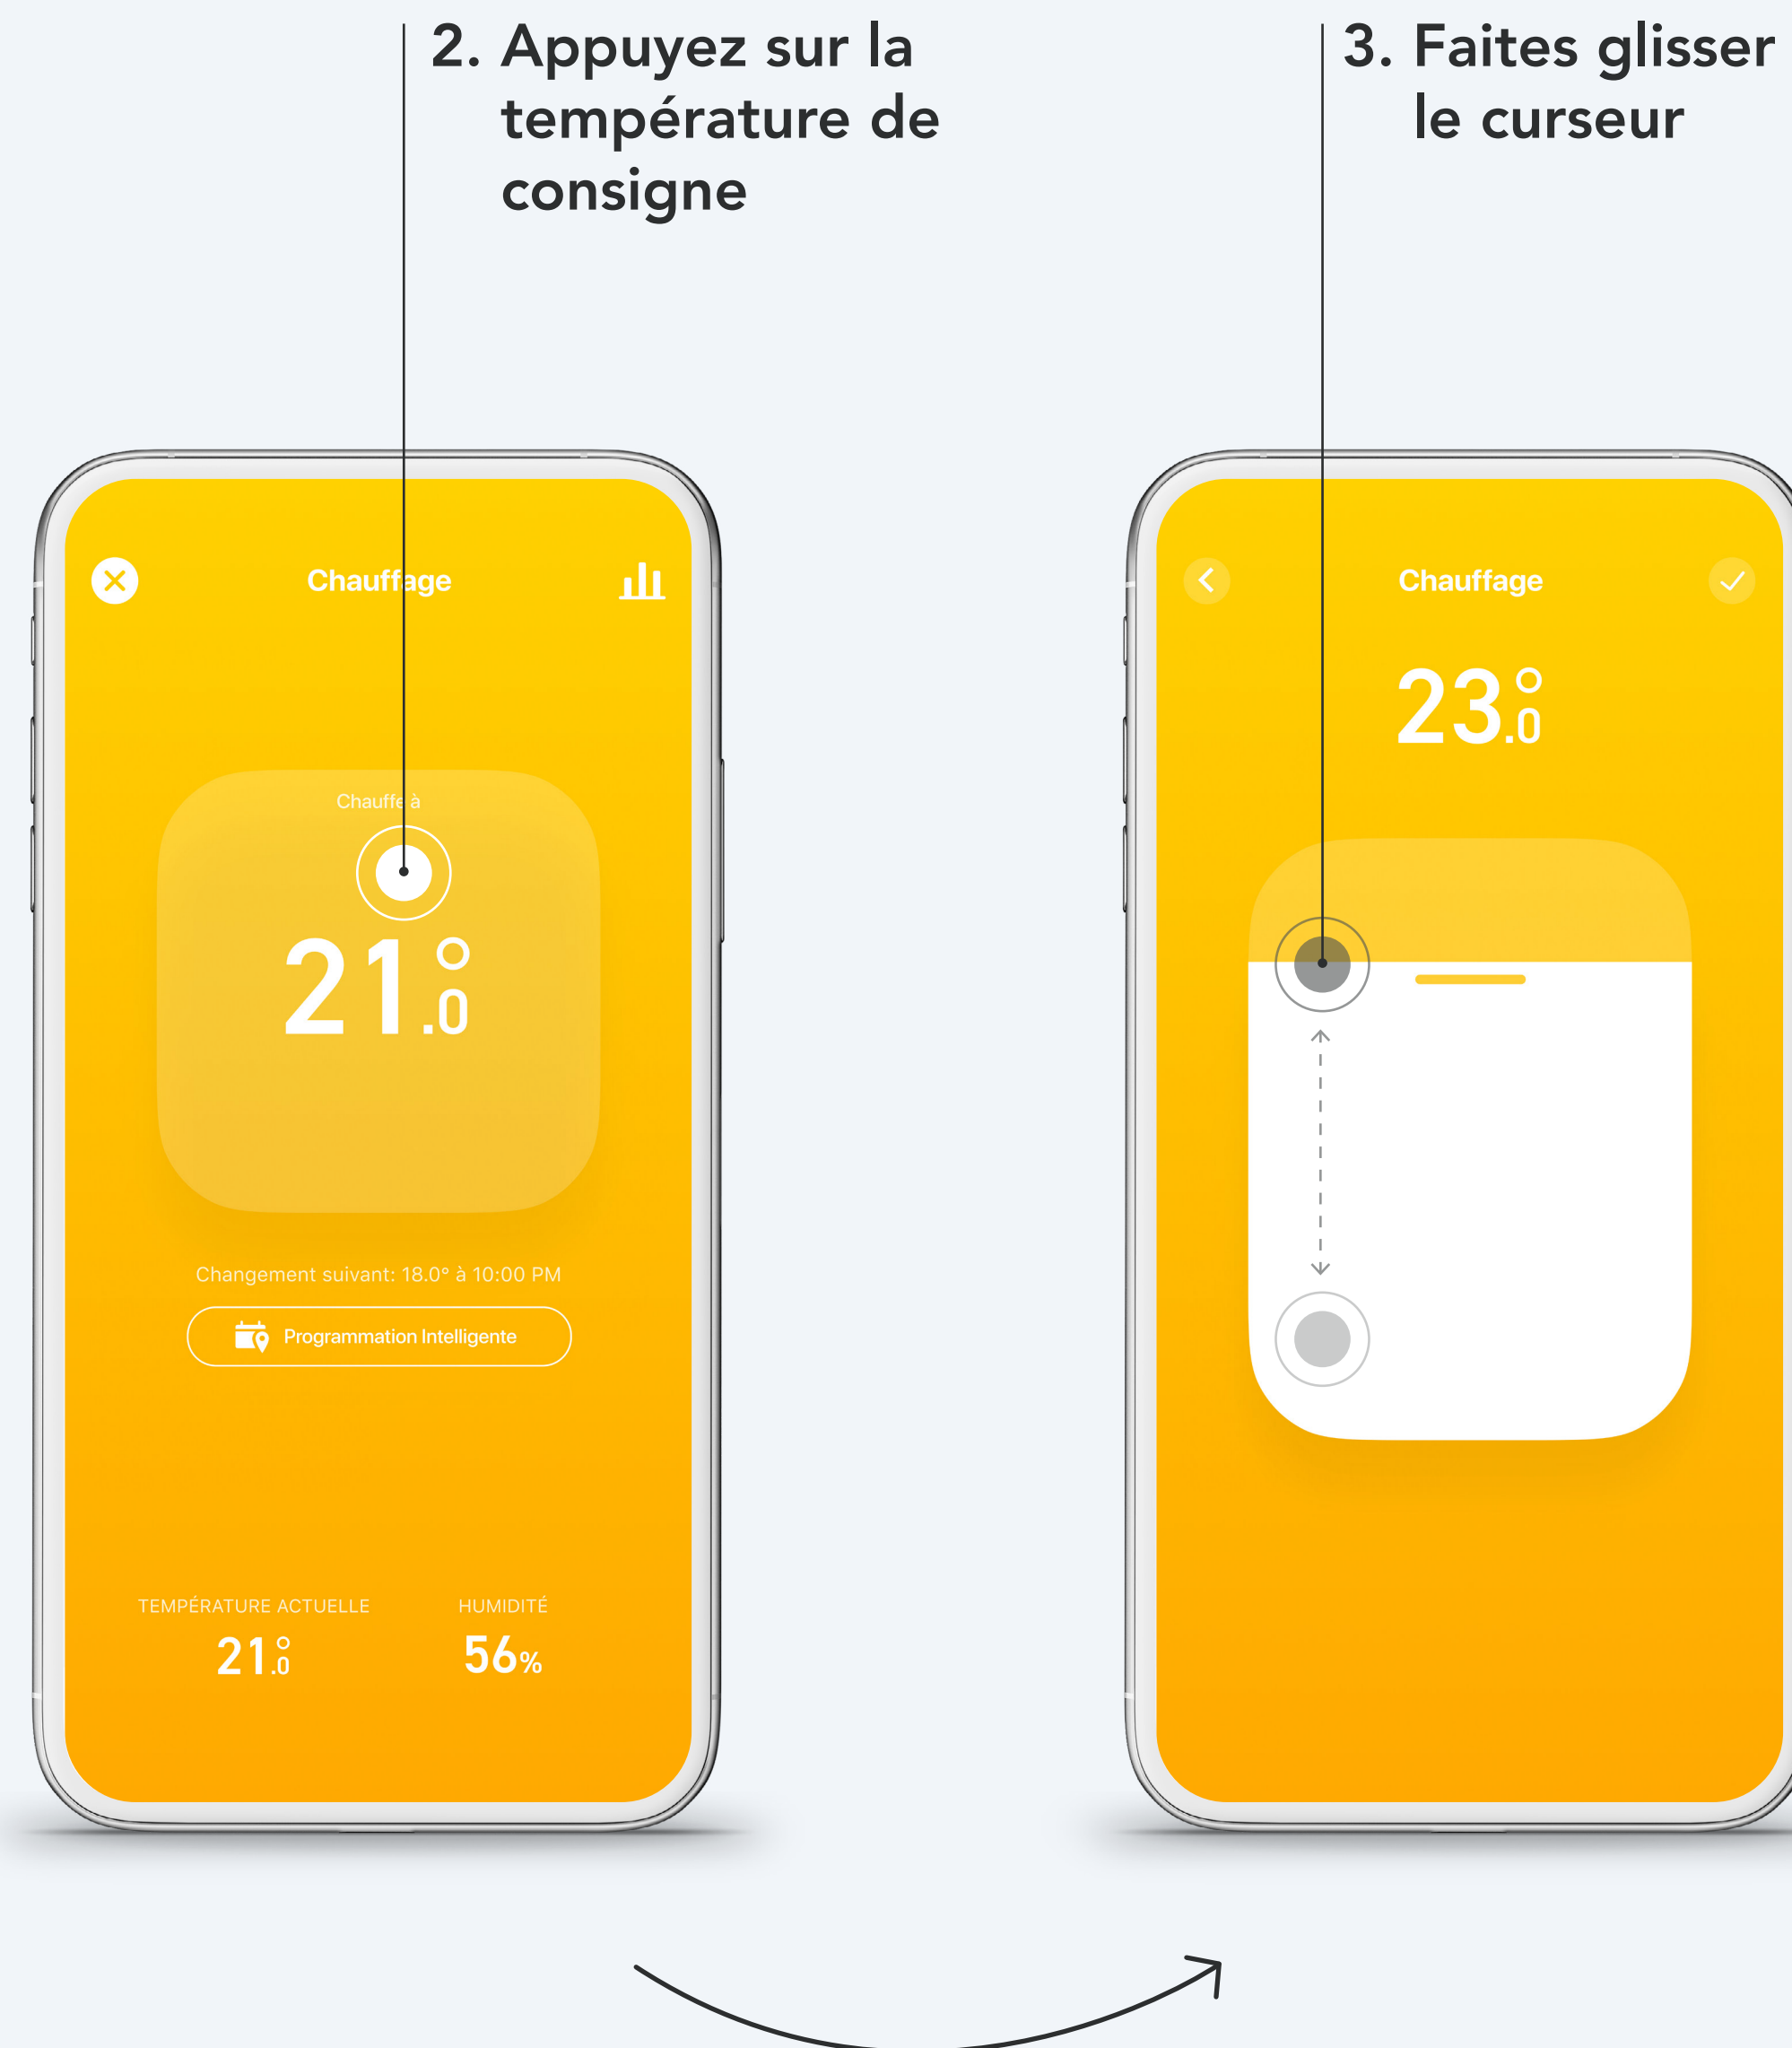 2. Appuyez sur la
température de
consigne
3. Faites glisser
le curseur
Chauffage
Chauffe à
21.0°
Changement suivant: 18.0° à 10:00 PM
Programmation Intelligente
TEMPÉRATURE ACTUELLE
21.0°
HUMIDITÉ
56%
Chauffage
23.0°